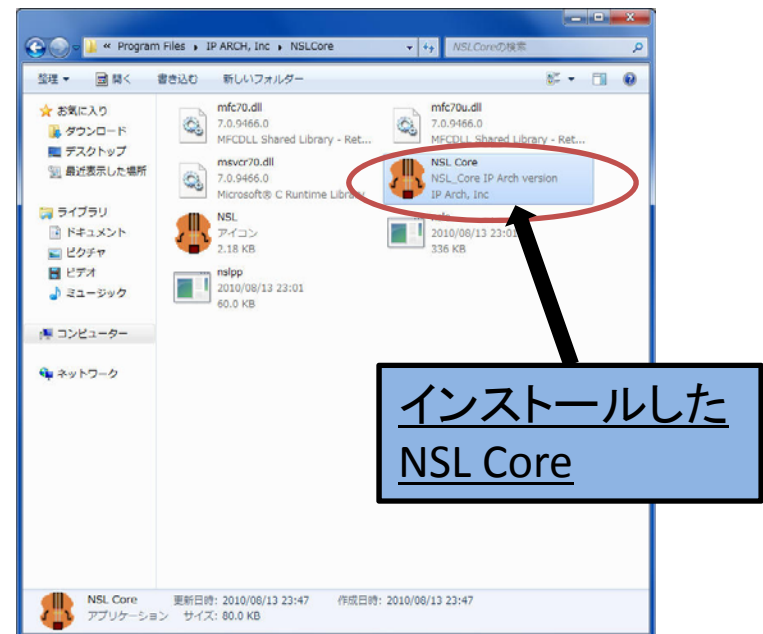 « Program Files ▸ IP ARCH, Inc ▸ NSLCore
NSLCoreの検索
整理 ▼ 開く 書き込む 新しいフォルダー
お気に入り
ダウンロード
デスクトップ
最近表示した場所
ライブラリ
ドキュメント
ピクチャ
ビデオ
ミュージック
コンピューター
ネットワーク
mfc70.dll
7.0.9466.0
MFCDLL Shared Library - Ret...
mfc70u.dll
7.0.9466.0
MFCDLL Shared Library - Ret...
msvcr70.dll
7.0.9466.0
Microsoft® C Runtime Library
NSL Core
NSL_Core IP Arch version
IP Arch, Inc
NSL
アイコン
2.18 KB
2010/08/13 23:01
336 KB
nslpp
2010/08/13 23:01
60.0 KB
インストールした
NSL Core
NSL Core 更新日時: 2010/08/13 23:47 作成日時: 2010/08/13 23:47
アプリケーション サイズ: 80.0 KB